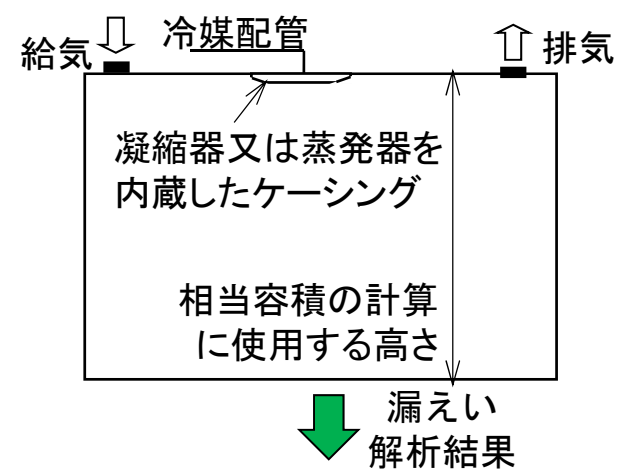 給気
冷媒配管
排気
凝縮器又は蒸発器を
内蔵したケーシング
相当容積の計算
に使用する高さ
漏えい
解析結果